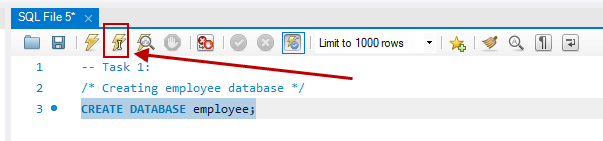 SQL File 5*
Limit to 1000 rows
1 -- Task 1:
2 /* Creating employee database */
3 CREATE DATABASE employee;